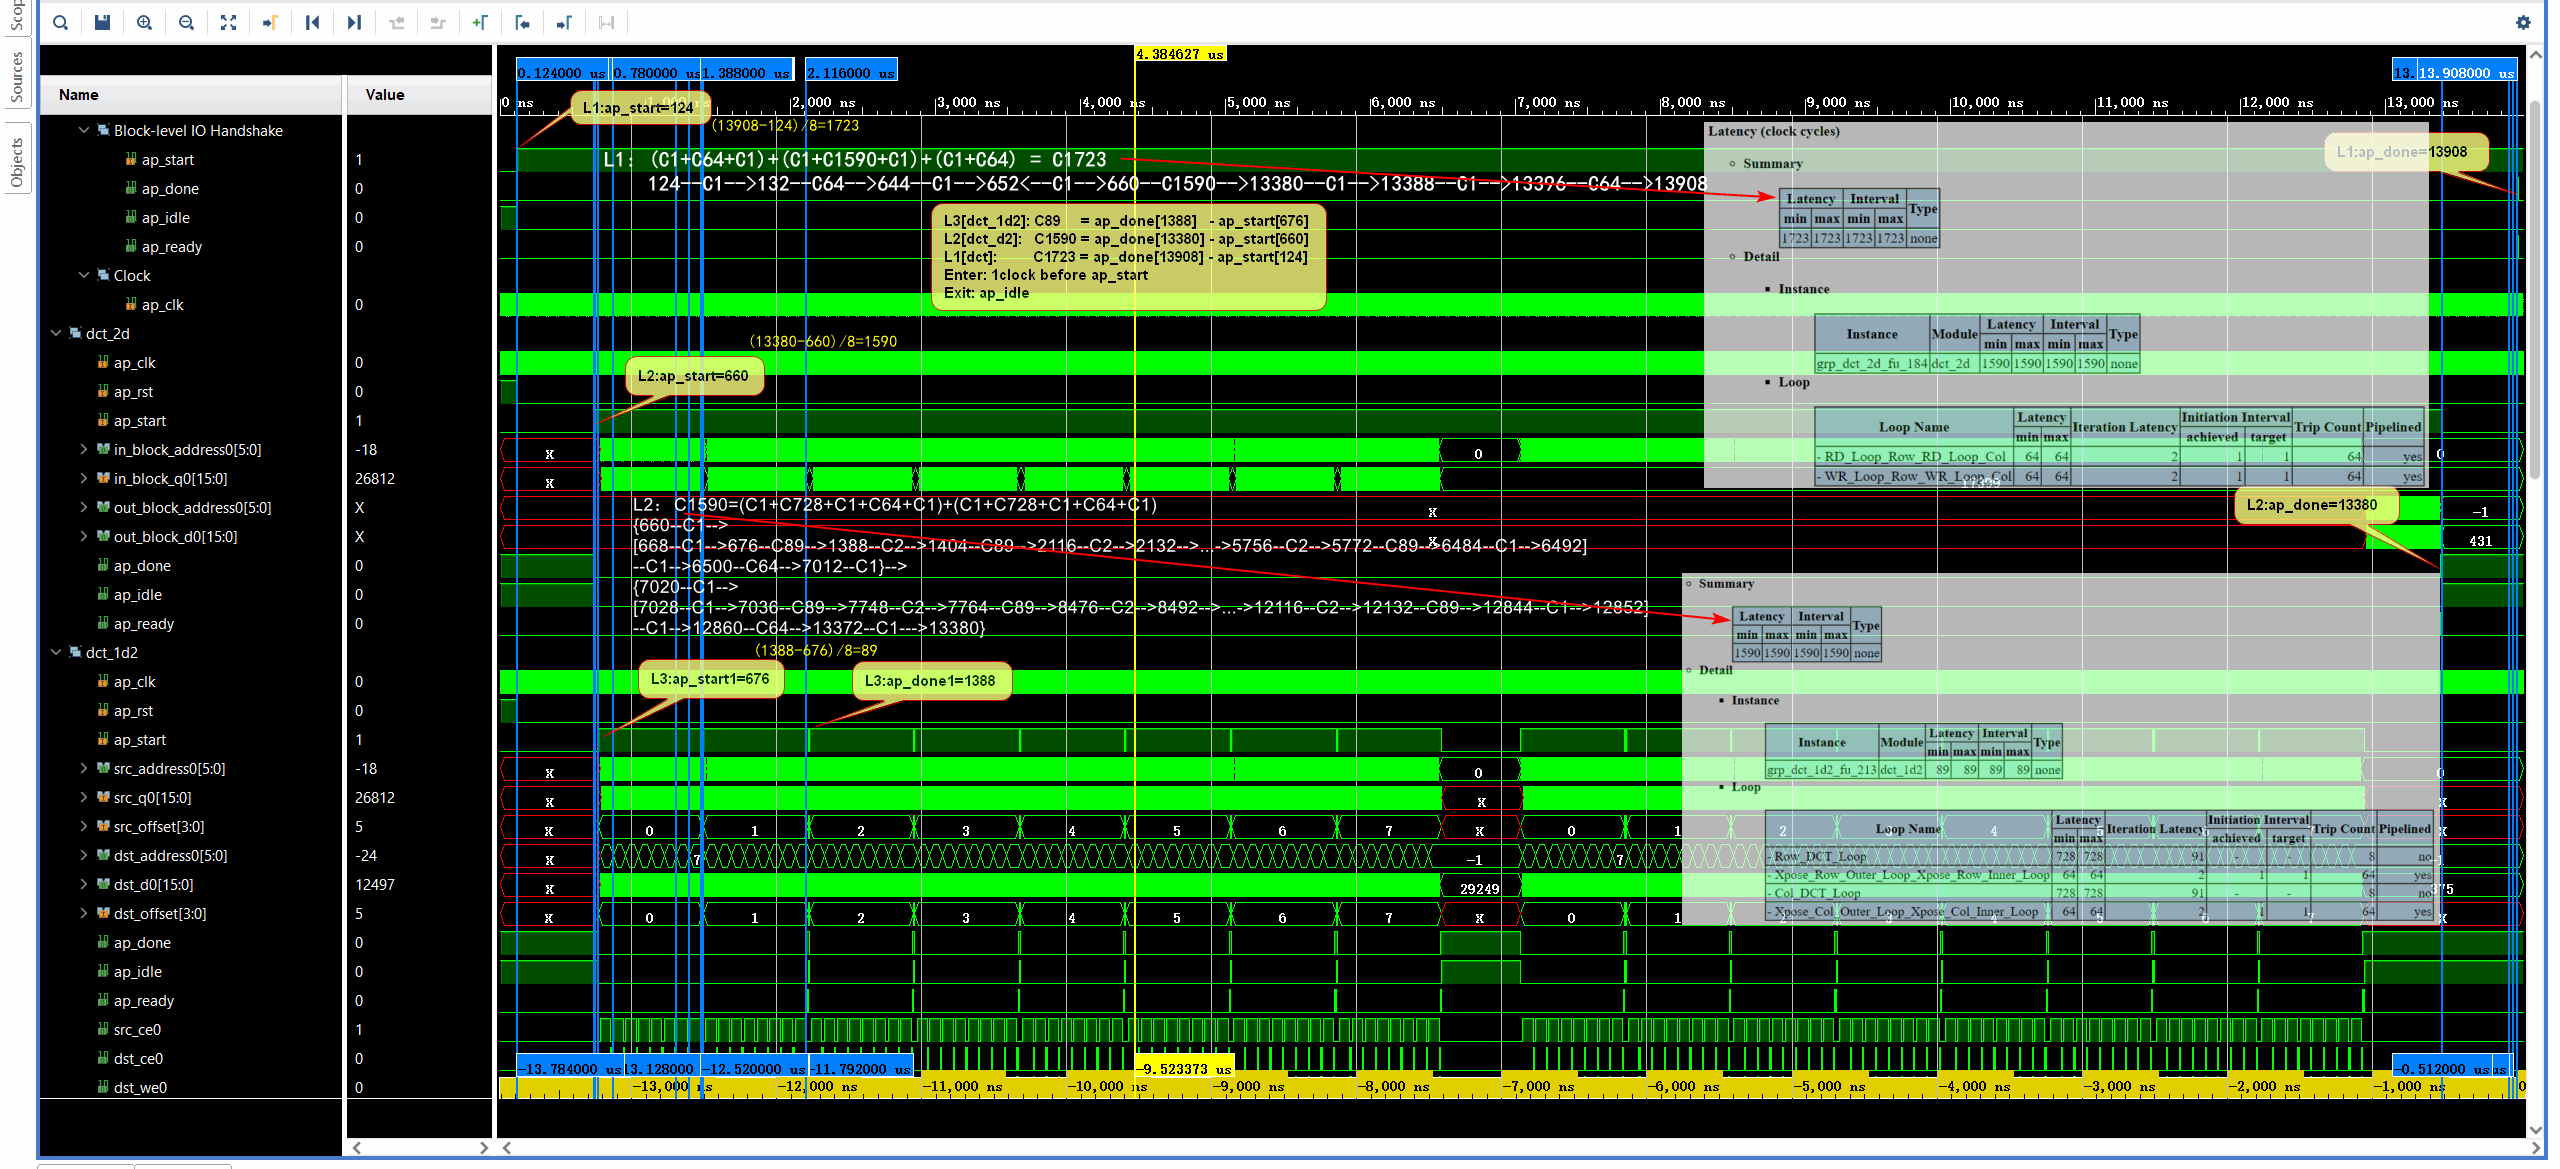 Scop
Sources
Objects
Name
Value
Block-level IO Handshake
ap_start 1
ap_done 0
ap_idle 0
ap_ready 0
Clock
ap_clk 0
dct_2d
ap_clk 0
ap_rst 0
ap_start 1
in_block_address0[5:0] -18
in_block_q0[15:0] 26812
out_block_address0[5:0] X
out_block_d0[15:0] X
ap_done 0
ap_idle 0
ap_ready 0
dct_1d2
ap_clk 0
ap_rst 0
ap_start 1
src_address0[5:0] -18
src_q0[15:0] 26812
src_offset[3:0] 5
dst_address0[5:0] -24
dst_d0[15:0] 12497
dst_offset[3:0] 5
ap_done 0
ap_idle 0
ap_ready 0
src_ce0 1
dst_ce0 0
dst_we0 0
4.384627 us
0.124000 us 0.780000 us 1.388000 us 2.116000 us 13. 13.908000 us
0 ns 2,000 ns 3,000 ns 4,000 ns 5,000 ns 6,000 ns 7,000 ns 8,000 ns 9,000 ns 10,000 ns 11,000 ns 12,000 ns 13,000 ns
L1:ap_start=124
(13908-124)/8=1723
L1: (C1+C64+C1)+(C1+C1590+C1)+(C1+C64) = C1723
124--C1-->132--C64-->644--C1-->652<--C1-->660--C1590-->13380--C1-->13388--C1-->13396--C64-->13908
L3[dct_1d2]: C89 = ap_done[1388] - ap_start[676]
L2[dct_d2]: C1590 = ap_done[13380] - ap_start[660]
L1[dct]: C1723 = ap_done[13908] - ap_start[124]
Enter: 1clock before ap_start
Exit: ap_idle
L1:ap_done=13908
Latency (clock cycles)
Summary
Latency Interval Type
min max min max
1723 1723 1723 1723 none
Detail
Instance
Instance Module Latency Interval Type
min max min max
grp_dct_2d_fu_184 dct_2d 1590 1590 1590 1590 none
Loop
Loop Name Latency Iteration Latency Initiation Interval Trip Count Pipelined
min max achieved target
- RD_Loop_Row_RD_Loop_Col 64 64 2 1 1 64 yes
- WR_Loop_Row_WR_Loop_Col 64 64 2 1 1 64 yes
(13380-660)/8=1590
L2:ap_start=660
X 0 0
X
X -1
X 431
L2:ap_done=13380
L2: C1590=(C1+C728+C1+C64+C1)+(C1+C728+C1+C64+C1)
{660--C1-->
[668--C1-->676--C89-->1388--C2-->1404--C89-->2116--C2-->2132-->...->5756--C2-->5772--C89-->6484--C1-->6492]
--C1-->6500--C64-->7012--C1}-->
{7020--C1-->
[7028--C1-->7036--C89-->7748--C2-->7764--C89-->8476--C2-->8492-->...->12116--C2-->12132--C89-->12844--C1-->12852]
--C1-->12860--C64-->13372--C1--->13380}
(1388-676)/8=89
L3:ap_start1=676
L3:ap_done1=1388
Summary
Latency Interval Type
min max min max
1590 1590 1590 1590 none
Detail
Instance
Instance Module Latency Interval Type
min max min max
grp_dct_1d2_fu_213 dct_1d2 89 89 89 89 none
Loop
Loop Name Latency Iteration Latency Initiation Interval Trip Count Pipelined
min max achieved target
- Row_DCT_Loop 728 728 91 - - 8 no
- Xpose_Row_Outer_Loop_Xpose_Row_Inner_Loop 64 64 2 1 1 64 yes
- Col_DCT_Loop 728 728 91 - - 8 no
- Xpose_Col_Outer_Loop_Xpose_Col_Inner_Loop 64 64 2 1 1 64 yes
X 0 0
X X X
X 0 1 2 3 4 5 6 7 X 0 1 2 4 X
X 7 -1 7 -1
X 29249 375
X 0 1 2 3 4 5 6 7 X 0 1 2 3 4 5 6 7 X
-13.784000 us 13.128000 us -12.520000 us -11.792000 us -9.523373 us -0.512000 us us
-13,000 ns -12,000 ns -11,000 ns -10,000 ns -9,000 ns -8,000 ns -7,000 ns -6,000 ns -5,000 ns -4,000 ns -3,000 ns -2,000 ns -1,000 ns 0